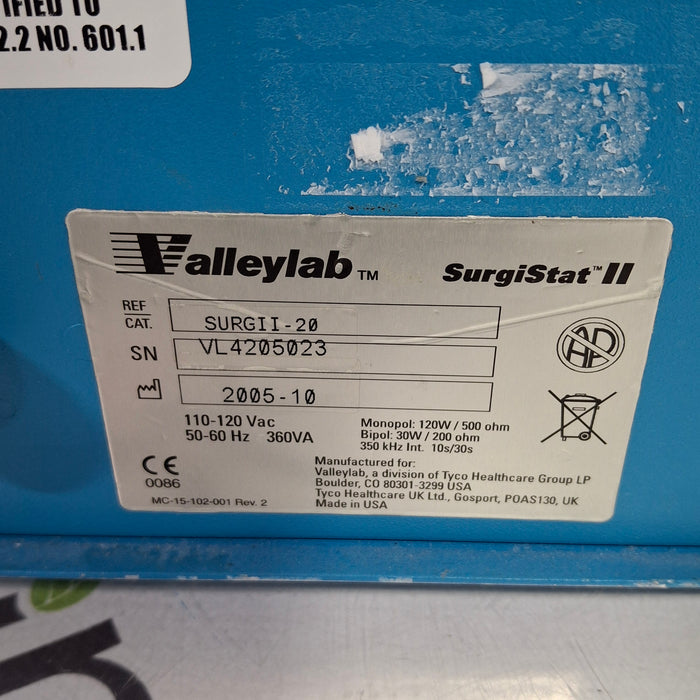 TIFIED TO
2.2 NO. 601.1
Valleylab™
SurgiStat™ II
REF
CAT.
SURGII-20
SN
VL4205023
2005-10
110-120 Vac
50-60 Hz 360VA
Monopol: 120W / 500 ohm
Bipol: 30W / 200 ohm
350 kHz Int. 10s/30s
AP
CE
0086
Manufactured for:
Valleylab, a division of Tyco Healthcare Group LP
Boulder, CO 80301-3299 USA
Tyco Healthcare UK Ltd., Gosport, POAS130, UK
Made in USA
MC-15-102-001 Rev. 2